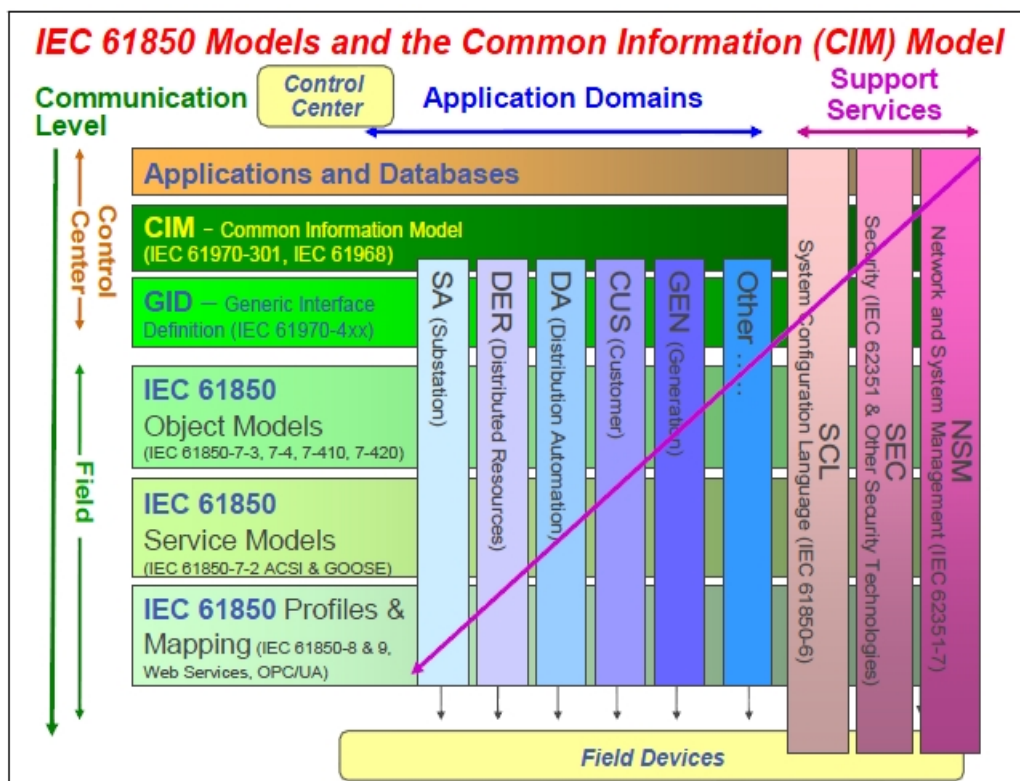 IEC 61850 Models and the Common Information (CIM) Model
Communication
Level
Control
Center
Application Domains
Support
Services
Control
Center
Field
Applications and Databases
CIM – Common Information Model
(IEC 61970-301, IEC 61968)
GID – Generic Interface
Definition (IEC 61970-4xx)
IEC 61850
Object Models
(IEC 61850-7-3, 7-4, 7-410, 7-420)
IEC 61850
Service Models
(IEC 61850-7-2 ACSI & GOOSE)
IEC 61850 Profiles &
Mapping (IEC 61850-8 & 9,
Web Services, OPC/UA)
SA (Substation)
DER (Distributed Resources)
DA (Distribution Automation)
CUS (Customer)
GEN (Generation)
Other ......
SCL
System Configuration Language (IEC 61850-6)
SEC
Security (IEC 62351 & Other Security Technologies)
NSM
Network and System Management (IEC 62351-7)
Field Devices